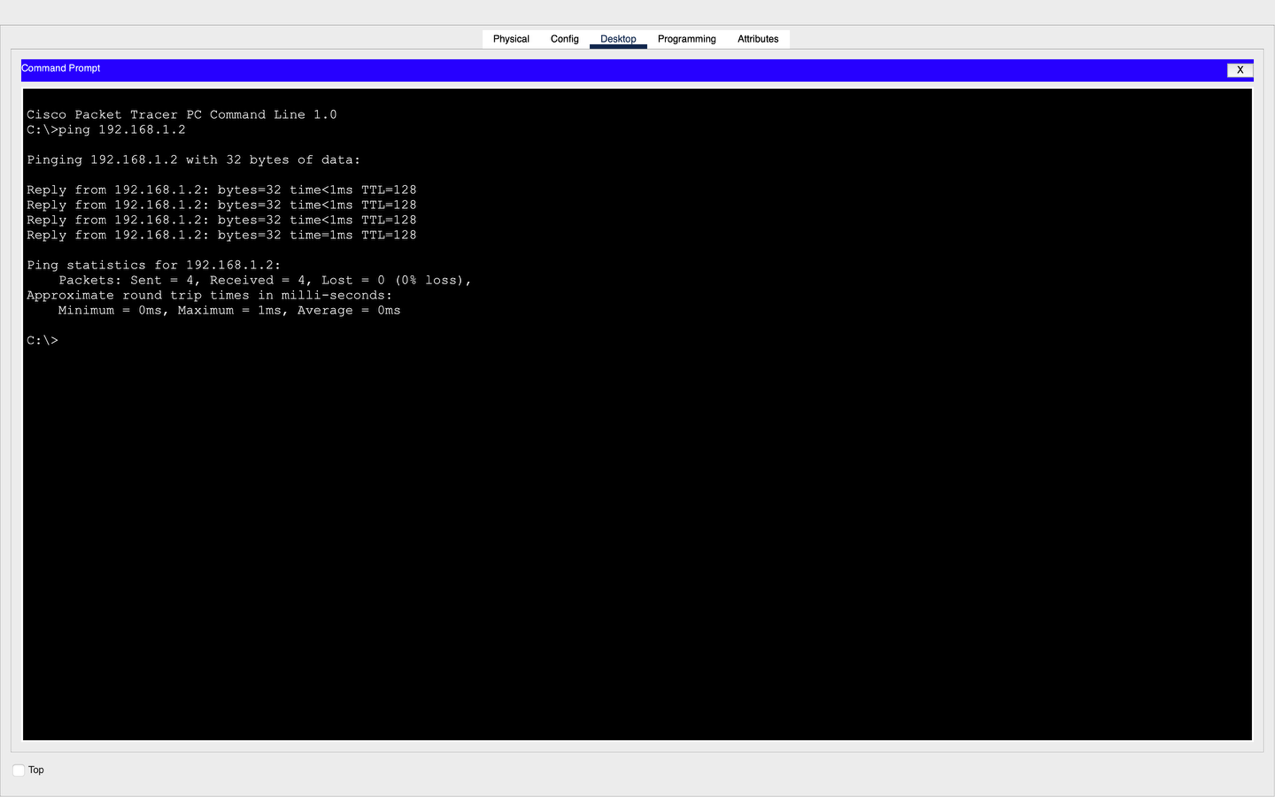 Physical Config Desktop Programming Attributes
Command Prompt
X
Cisco Packet Tracer PC Command Line 1.0
C:\>ping 192.168.1.2
Pinging 192.168.1.2 with 32 bytes of data:
Reply from 192.168.1.2: bytes=32 time<1ms TTL=128
Reply from 192.168.1.2: bytes=32 time<1ms TTL=128
Reply from 192.168.1.2: bytes=32 time<1ms TTL=128
Reply from 192.168.1.2: bytes=32 time=1ms TTL=128
Ping statistics for 192.168.1.2:
Packets: Sent = 4, Received = 4, Lost = 0 (0% loss),
Approximate round trip times in milli-seconds:
Minimum = 0ms, Maximum = 1ms, Average = 0ms
C:\>
Top